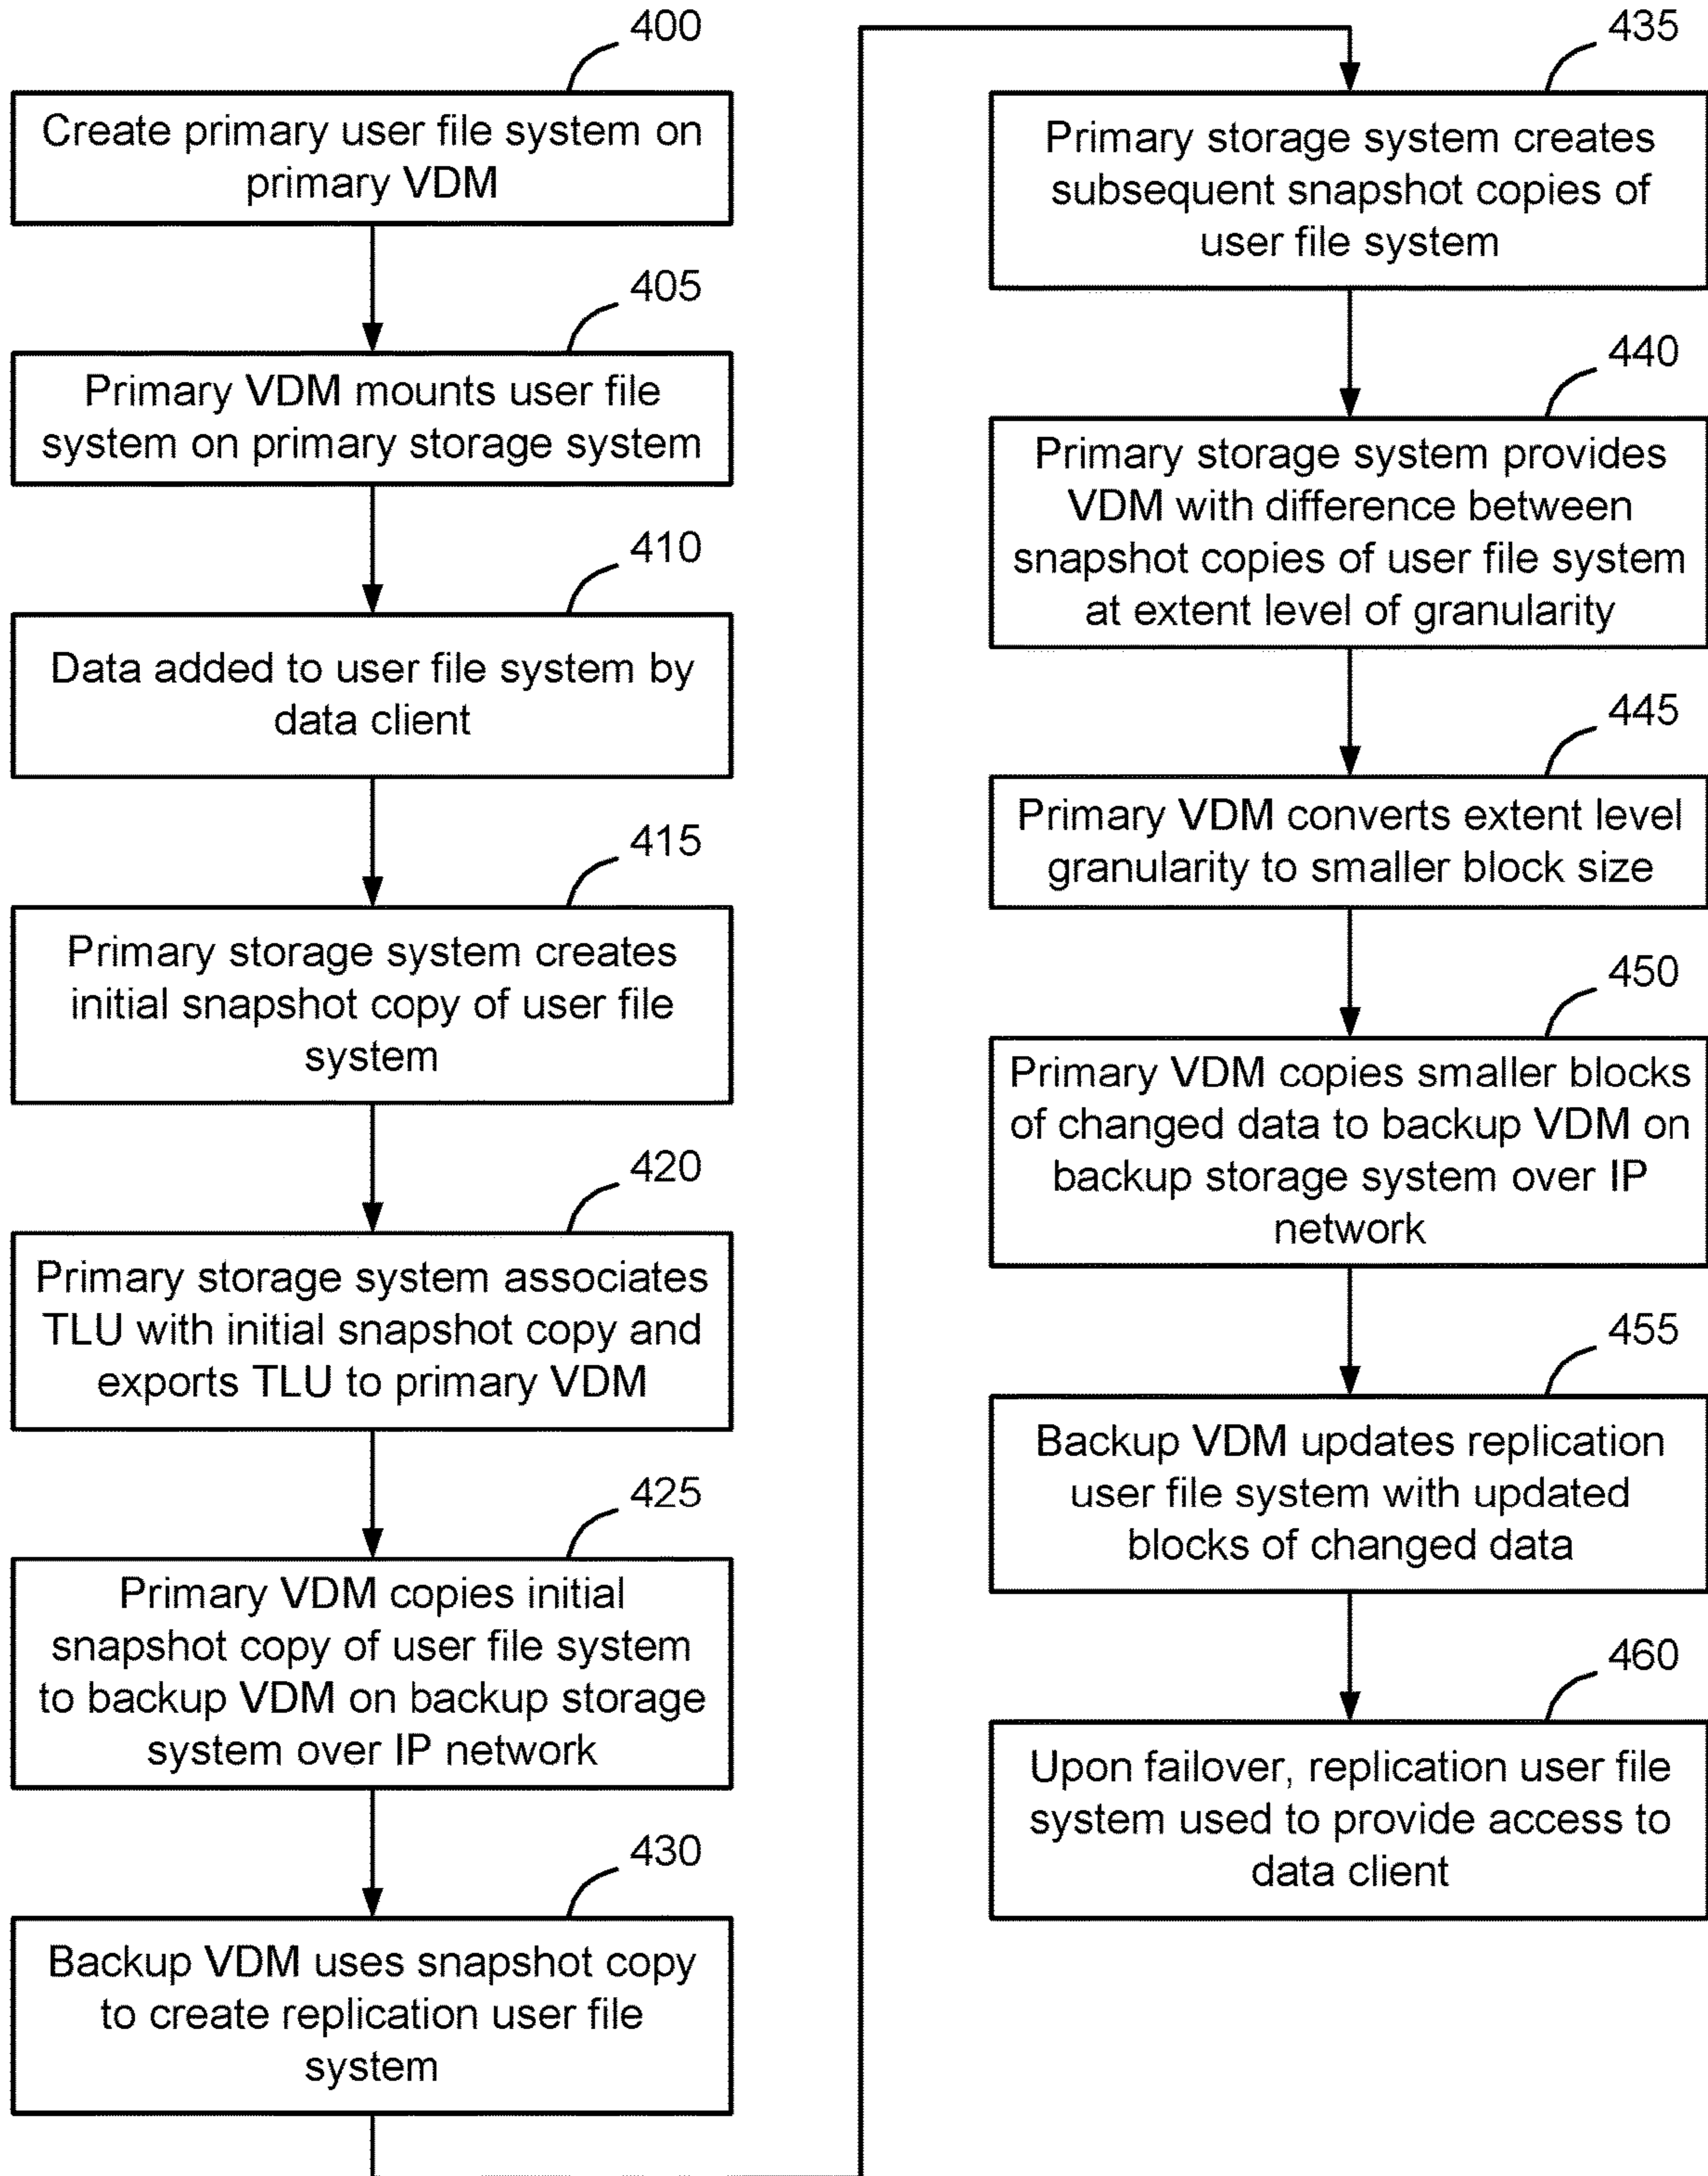 400
Create primary user file system on
primary VDM
405
Primary VDM mounts user file
system on primary storage system
410
Data added to user file system by
data client
415
Primary storage system creates
initial snapshot copy of user file
system
420
Primary storage system associates
TLU with initial snapshot copy and
exports TLU to primary VDM
425
Primary VDM copies initial
snapshot copy of user file system
to backup VDM on backup storage
system over IP network
430
Backup VDM uses snapshot copy
to create replication user file
system
435
Primary storage system creates
subsequent snapshot copies of
user file system
440
Primary storage system provides
VDM with difference between
snapshot copies of user file system
at extent level of granularity
445
Primary VDM converts extent level
granularity to smaller block size
450
Primary VDM copies smaller blocks
of changed data to backup VDM on
backup storage system over IP
network
455
Backup VDM updates replication
user file system with updated
blocks of changed data
460
Upon failover, replication user file
system used to provide access to
data client